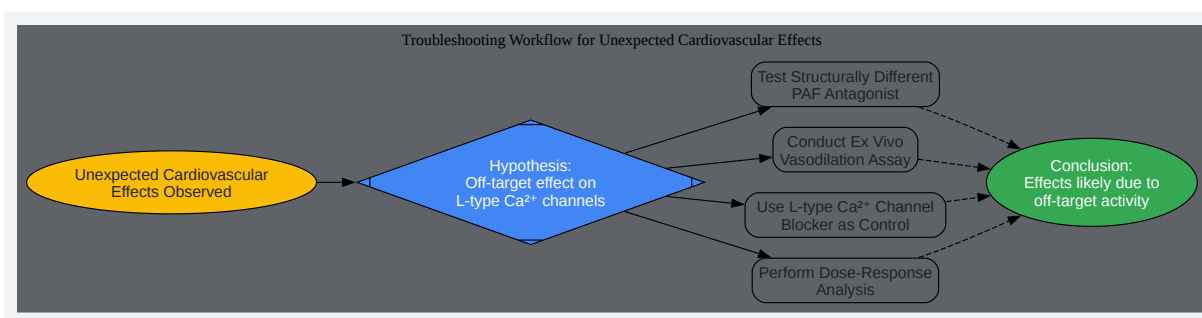 Troubleshooting Workflow for Unexpected Cardiovascular Effects
Unexpected Cardiovascular
Effects Observed
Hypothesis:
Off-target effect on
L-type Ca²⁺ channels
Test Structurally Different
PAF Antagonist
Conduct Ex Vivo
Vasodilation Assay
Use L-type Ca²⁺ Channel
Blocker as Control
Perform Dose-Response
Analysis
Conclusion:
Effects likely due to
off-target activity